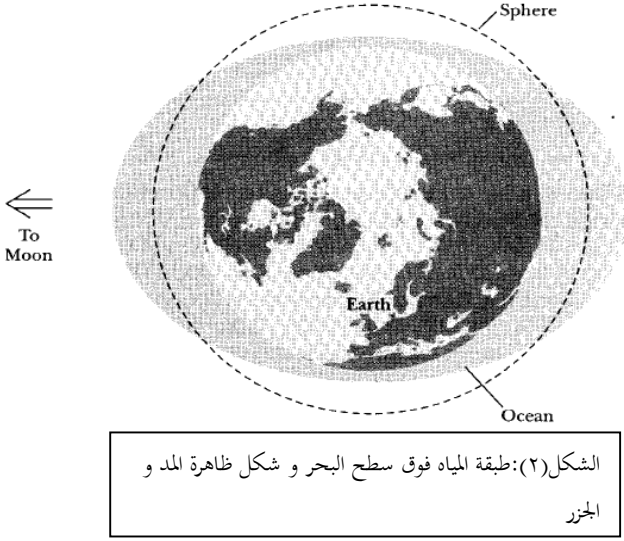 Sphere
To
Moon
Earth
Ocean
الشكل(٢):طبقة المياه فوق سطح البحر و شكل ظاهرة المد و
الجزر